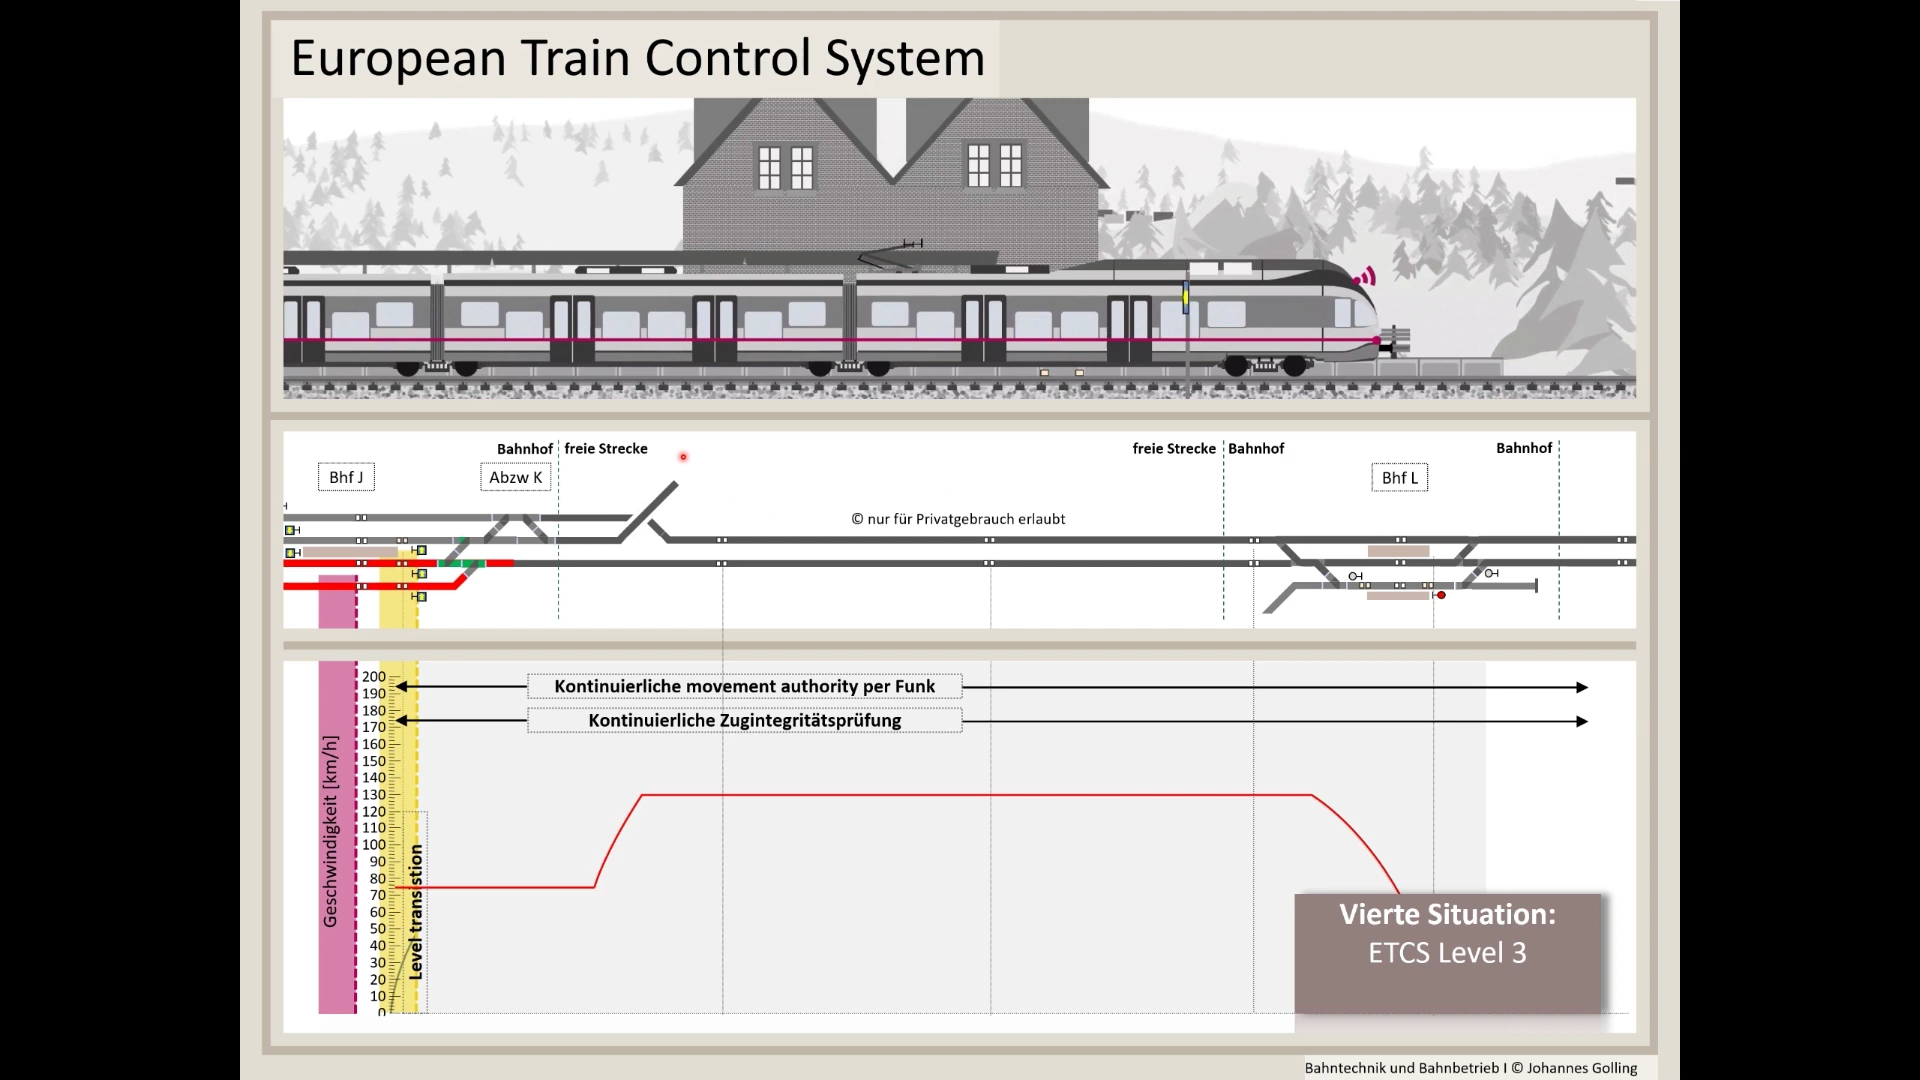 European Train Control System
Bahnhof
freie Strecke
freie Strecke
Bahnhof
Bahnhof
Bhf J
Abzw K
Bhf L
© nur für Privatgebrauch erlaubt
Geschwindigkeit [km/h]
200
190
180
170
160
150
140
130
120
110
100
90
80
70
60
50
40
30
20
10
0
Level transistion
Kontinuierliche movement authority per Funk
Kontinuierliche Zugintegritätsprüfung
Vierte Situation:
ETCS Level 3
Bahntechnik und Bahnbetrieb I © Johannes Golling